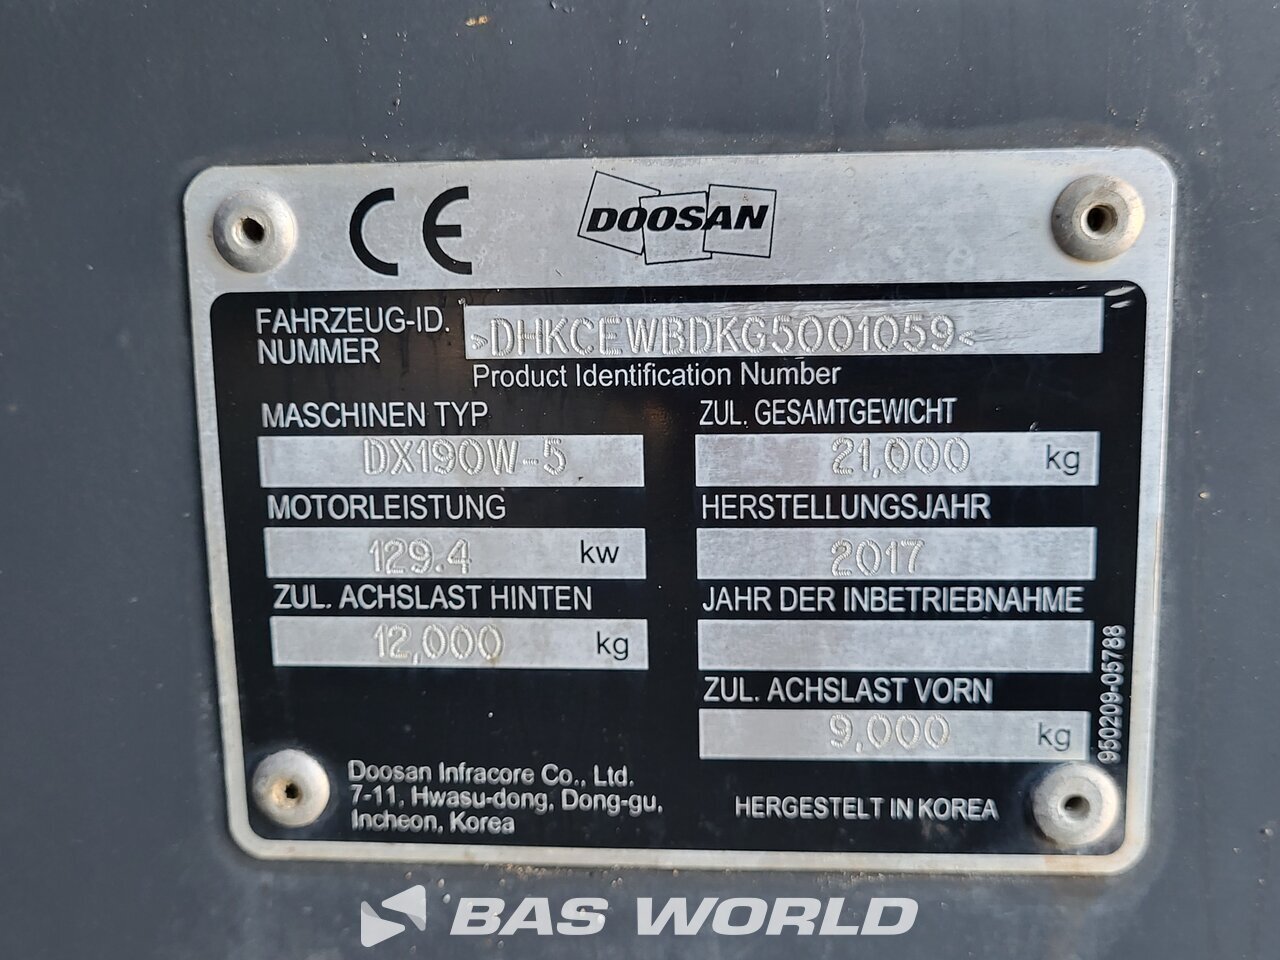 CE DOOSAN
FAHRZEUG-ID. NUMMER >DHKCEWBDKG5001059<
Product Identification Number
MASCHINEN TYP
DX190W-5
ZUL. GESAMTGEWICHT
21,000 kg
MOTORLEISTUNG
129.4 kw
HERSTELLUNGSJAHR
2017
ZUL. ACHSLAST HINTEN
12,000 kg
JAHR DER INBETRIEBNAHME
ZUL. ACHSLAST VORN
9,000 kg
950209-05788
Doosan Infracore Co., Ltd.
7-11, Hwasu-dong, Dong-gu,
Incheon, Korea
HERGESTELT IN KOREA
BAS WORLD